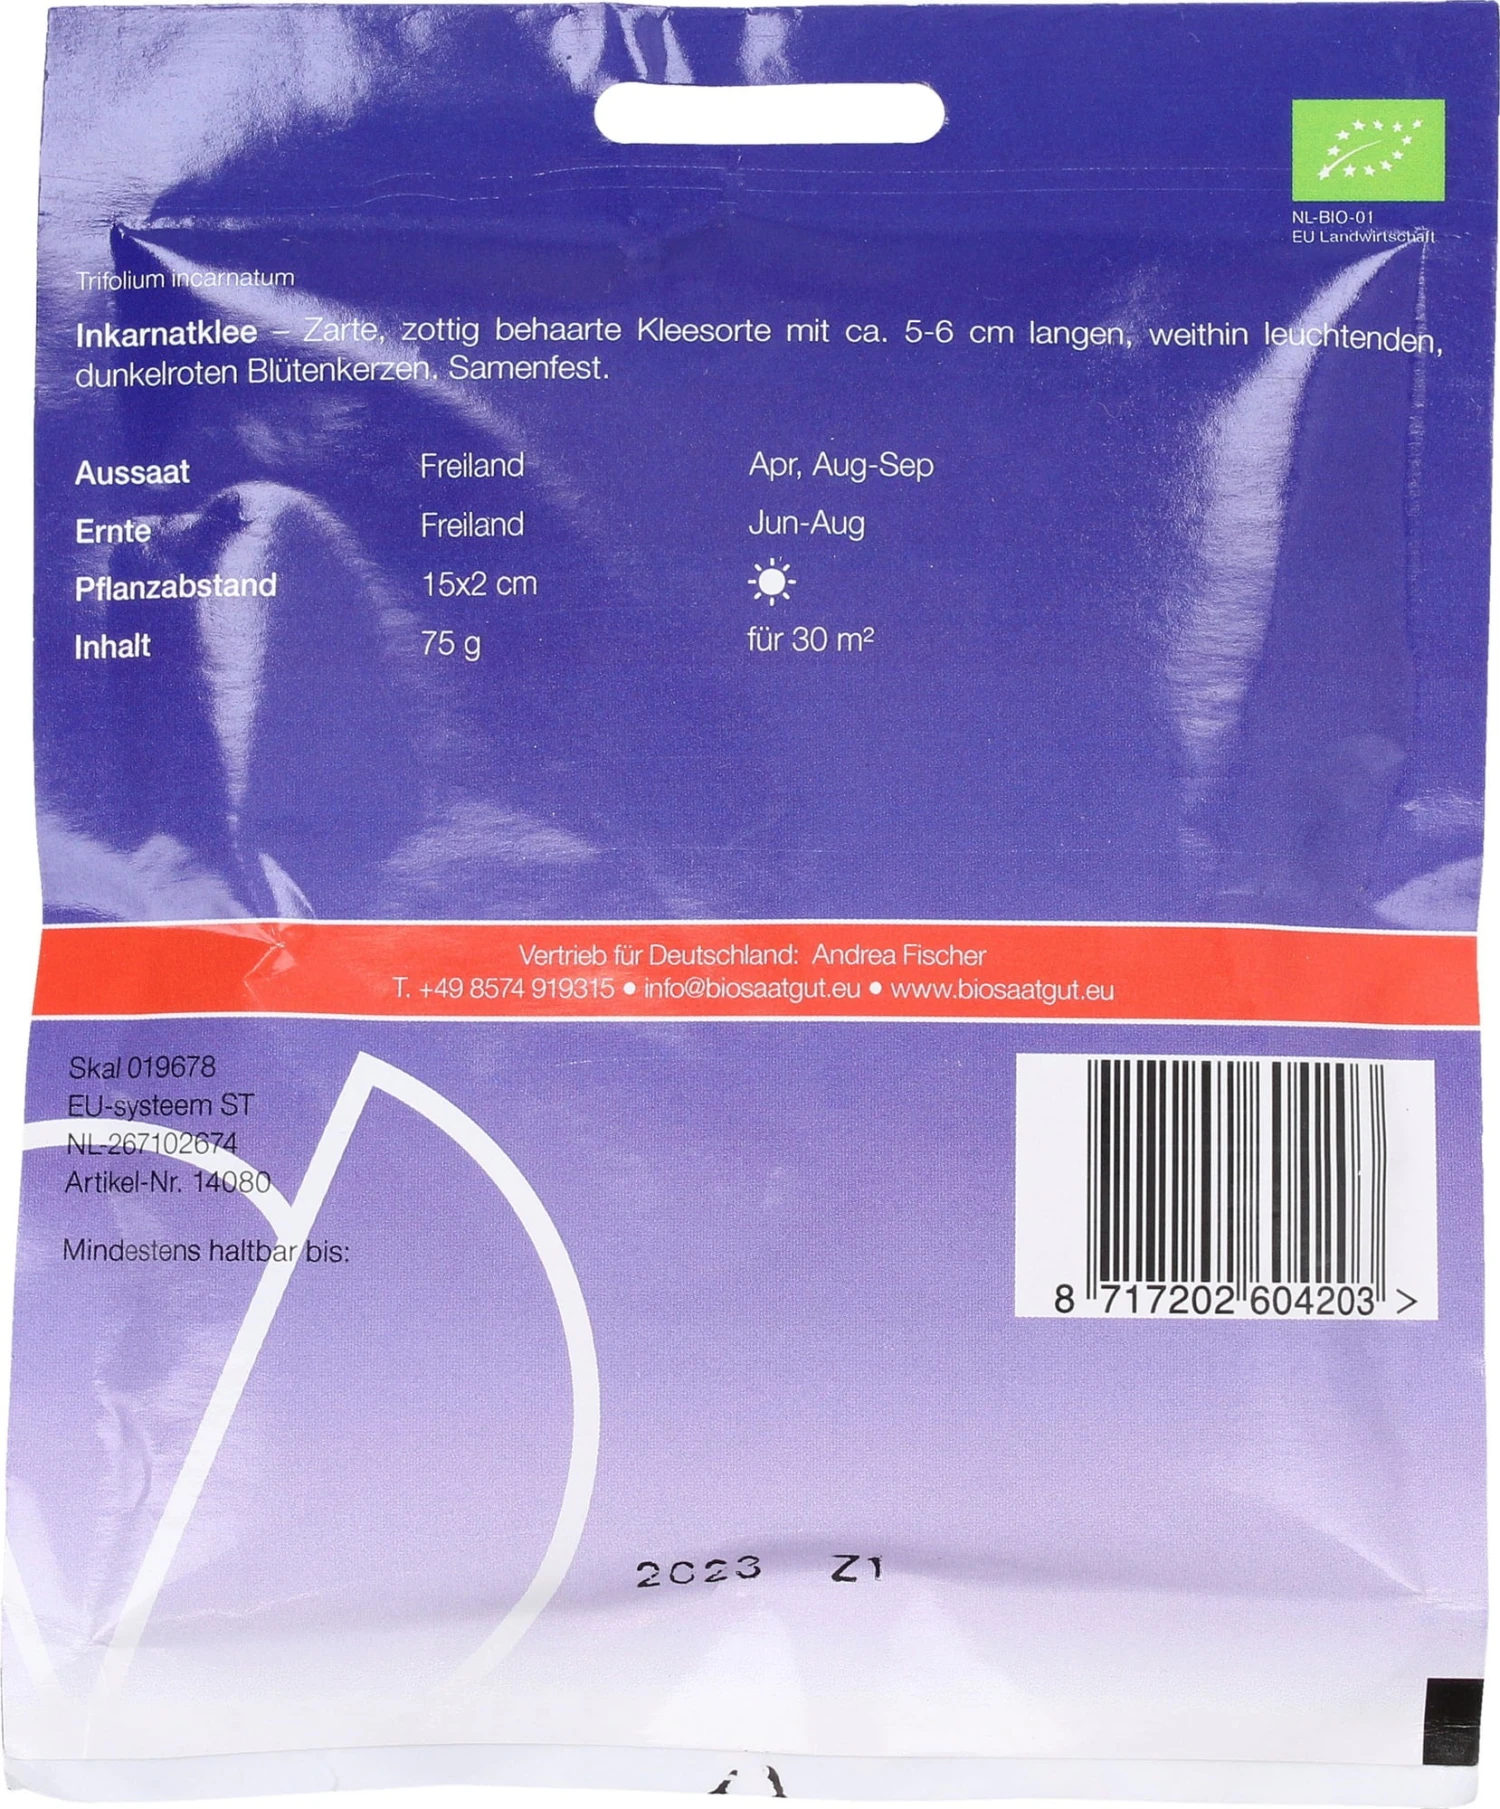 NL-BIO-01
EU Landwirtschaft
Trifolium incarnatum
Inkarnatklee – Zarte, zottig behaarte Kleesorte mit ca. 5-6 cm langen, weithin leuchtenden,
dunkelroten Blütenkerzen. Samenfest.
Aussaat Freiland Apr, Aug-Sep
Ernte Freiland Jun-Aug
Pflanzabstand 15x2 cm
Inhalt 75 g für 30 m²
Vertrieb für Deutschland: Andrea Fischer
T. +49 8574 919315 • info@biosaatgut.eu • www.biosaatgut.eu
Skal 019678
EU-systeem ST
NL-267102674
Artikel-Nr. 14080
Mindestens haltbar bis:
8 717202 604203 >
2023 Z1